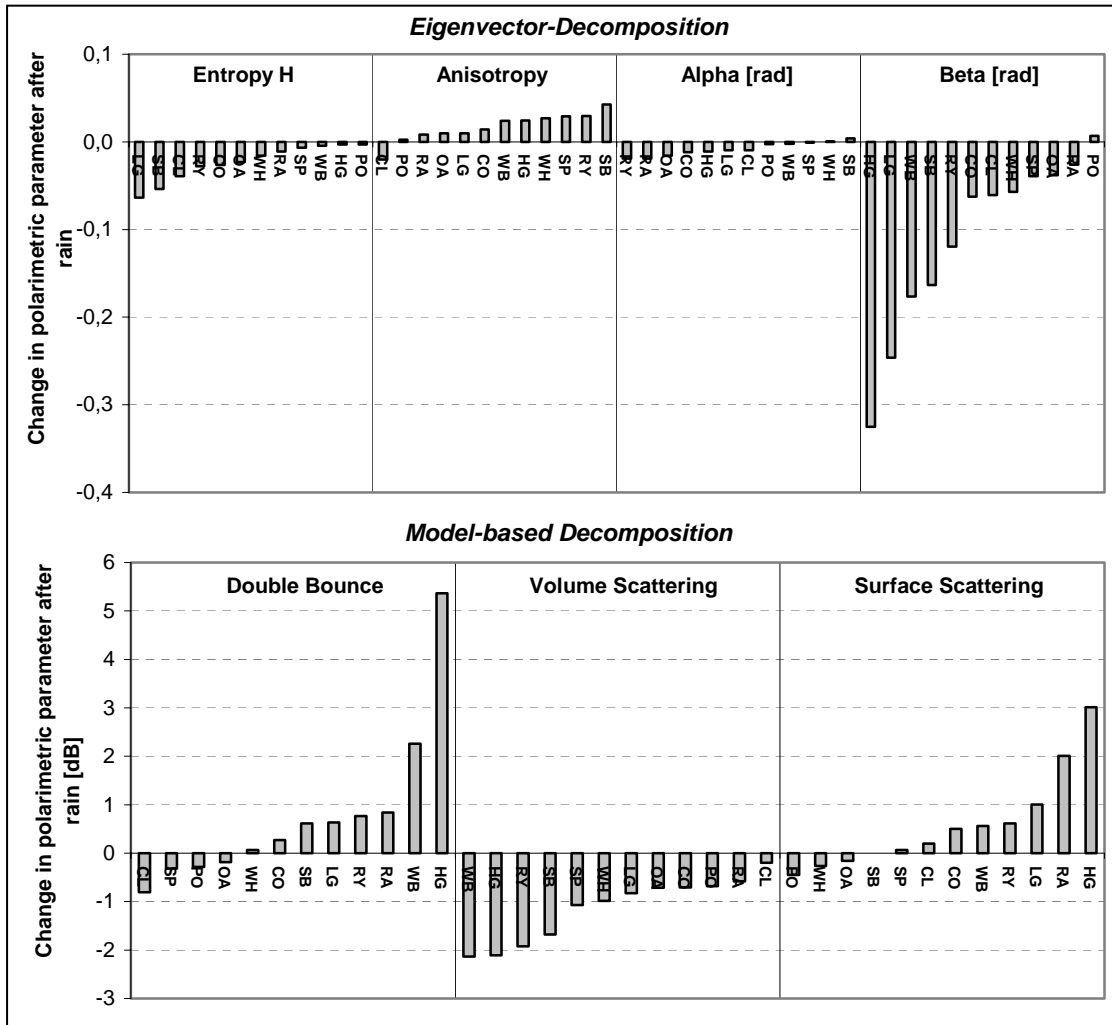 Eigenvector-Decomposition
Change in polarimetric parameter after
rain
0,1
0,0
-0,1
-0,2
-0,3
-0,4
Entropy H
Anisotropy
Alpha [rad]
Beta [rad]
LG SB CL RY CO OA WH RA SP WB HG PO
CL PO RA OA LG CO WB HG WH SP RY SB
RY RA OA CO HG LG CL PO WB SP WH SB
HG LG WB SB RY CO CL WH SP OA RA PO
Model-based Decomposition
Change in polarimetric parameter after
rain [dB]
6
5
4
3
2
1
0
-1
-2
-3
Double Bounce
Volume Scattering
Surface Scattering
CL SP PO OA WH CO SB LG RY RA WB HG
WB HG RY SB SP WH LG OA CO PO RA CL
PO WH OA SB SP CL CO WB RY LG RA HG